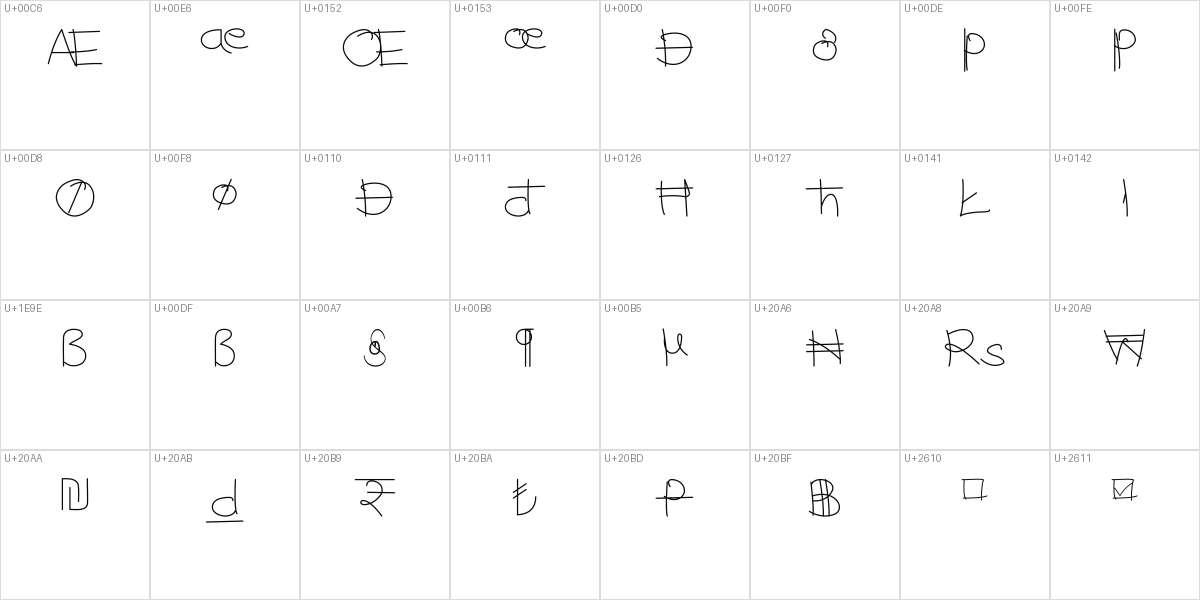 U+00C6 U+00E6 U+0152 U+0153 U+00D0 U+00F0 U+00DE U+00FE
Æ æ Œ œ Ð ð Þ þ
U+00D8 U+00F8 U+0110 U+0111 U+0126 U+0127 U+0141 U+0142
Ø ø Đ đ Ħ ħ Ł ł
U+1E9E U+00DF U+00A7 U+00B6 U+00B5 U+20A6 U+20A8 U+20A9
ẞ ß § ¶ µ ₦ ₨ ₩
U+20AA U+20AB U+20B9 U+20BA U+20BD U+20BF U+2610 U+2611
₪ ₫ ₹ ₺ ₽ ₿ ☐ ☑